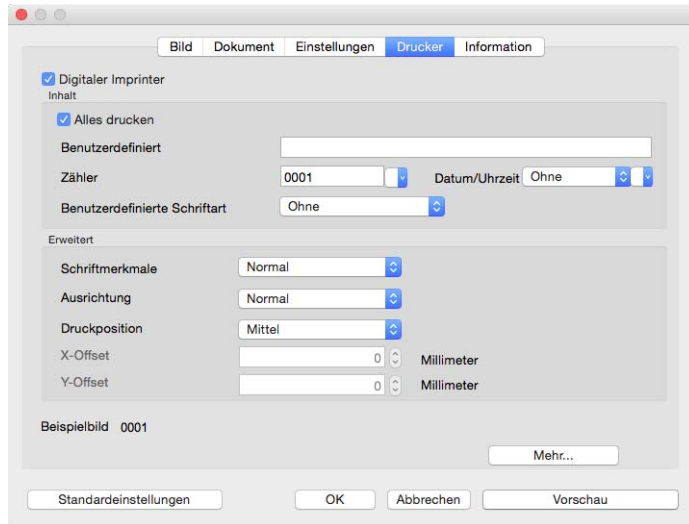 Bild Dokument Einstellungen Drucker Information
Digitaler Imprinter
Inhalt
Alles drucken
Benutzerdefiniert
Zähler 0001 Datum/Uhrzeit Ohne
Benutzerdefinierte Schriftart Ohne
Erweitert
Schriftmerkmale Normal
Ausrichtung Normal
Druckposition Mittel
X-Offset 0 Millimeter
Y-Offset 0 Millimeter
Beispielbild 0001
Mehr...
Standardeinstellungen OK Abbrechen Vorschau